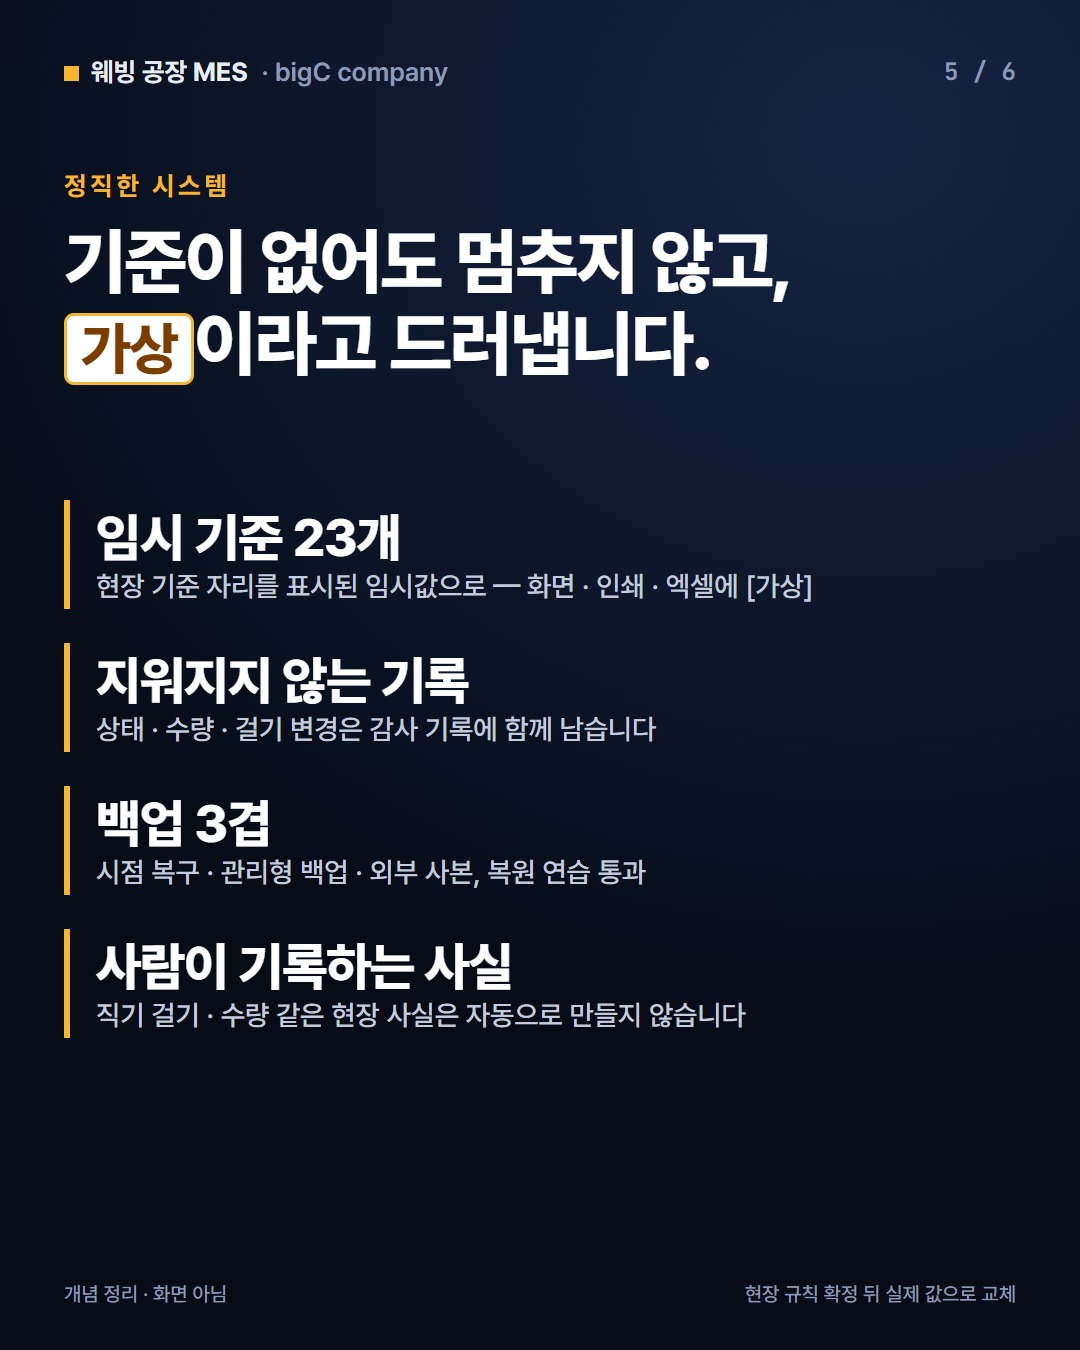 웨빙 공장 MES · bigC company
5 / 6
정직한 시스템
기준이 없어도 멈추지 않고,
가상이라고 드러냅니다.
임시 기준 23개
현장 기준 자리를 표시된 임시값으로 — 화면 · 인쇄 · 엑셀에 [가상]
지워지지 않는 기록
상태 · 수량 · 걸기 변경은 감사 기록에 함께 남습니다
백업 3겹
시점 복구 · 관리형 백업 · 외부 사본, 복원 연습 통과
사람이 기록하는 사실
직기 걸기 · 수량 같은 현장 사실은 자동으로 만들지 않습니다
개념 정리 · 화면 아님
현장 규칙 확정 뒤 실제 값으로 교체